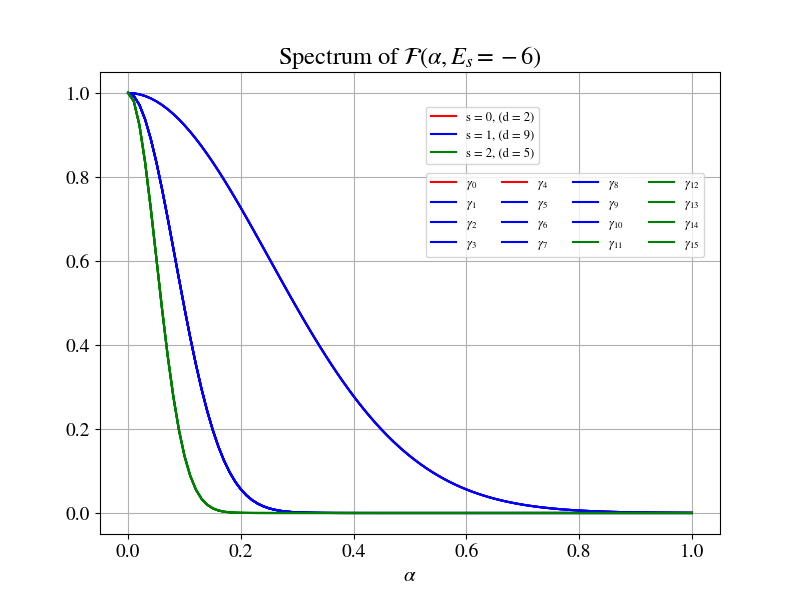 Spectrum of 𝓕(α, E_s = −6)
s = 0, (d = 2)
s = 1, (d = 9)
s = 2, (d = 5)
γ₀ γ₄ γ₈ γ₁₂
γ₁ γ₅ γ₉ γ₁₃
γ₂ γ₆ γ₁₀ γ₁₄
γ₃ γ₇ γ₁₁ γ₁₅
1.0
0.8
0.6
0.4
0.2
0.0
0.0 0.2 0.4 0.6 0.8 1.0
α